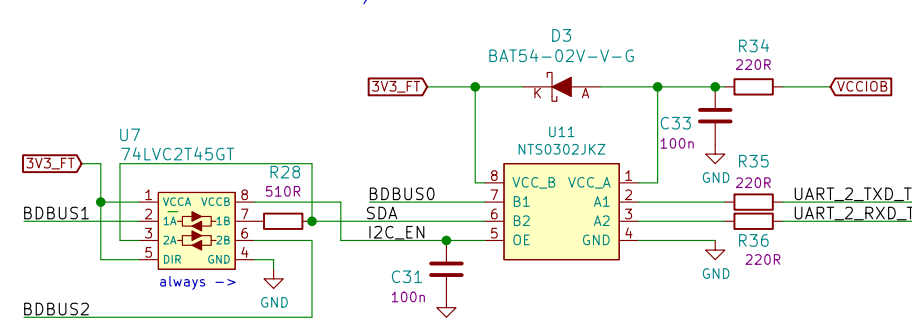 D3
BAT54-02V-V-G
R34
220R
3V3_FT
K
A
VCCIOB
C33
100n
GND
U7
74LVC2T45GT
3V3_FT
R28
510R
U11
NTS0302JKZ
R35
220R
1 VCCA VCCB 8
2 1A 1B 7
3 2A 2B 6
5 DIR GND 4
always ->
GND
BDBUS1
BDBUS2
BDBUS0
SDA
I2C_EN
8 VCC_B VCC_A 1
7 B1 A1 2
6 B2 A2 3
5 OE GND 4
UART_2_TXD_T
UART_2_RXD_T
R36
220R
GND
C31
100n